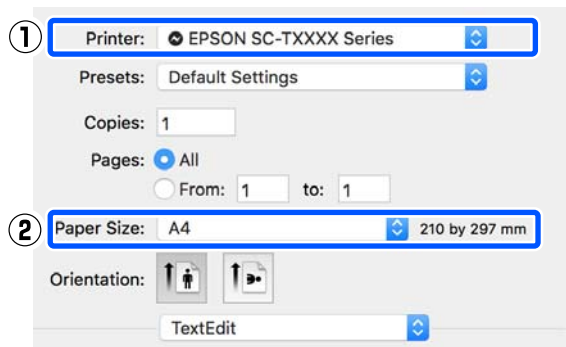 ① Printer: EPSON SC-TXXXX Series
Presets: Default Settings
Copies: 1
Pages: All
From: 1 to: 1
② Paper Size: A4 210 by 297 mm
Orientation:
TextEdit